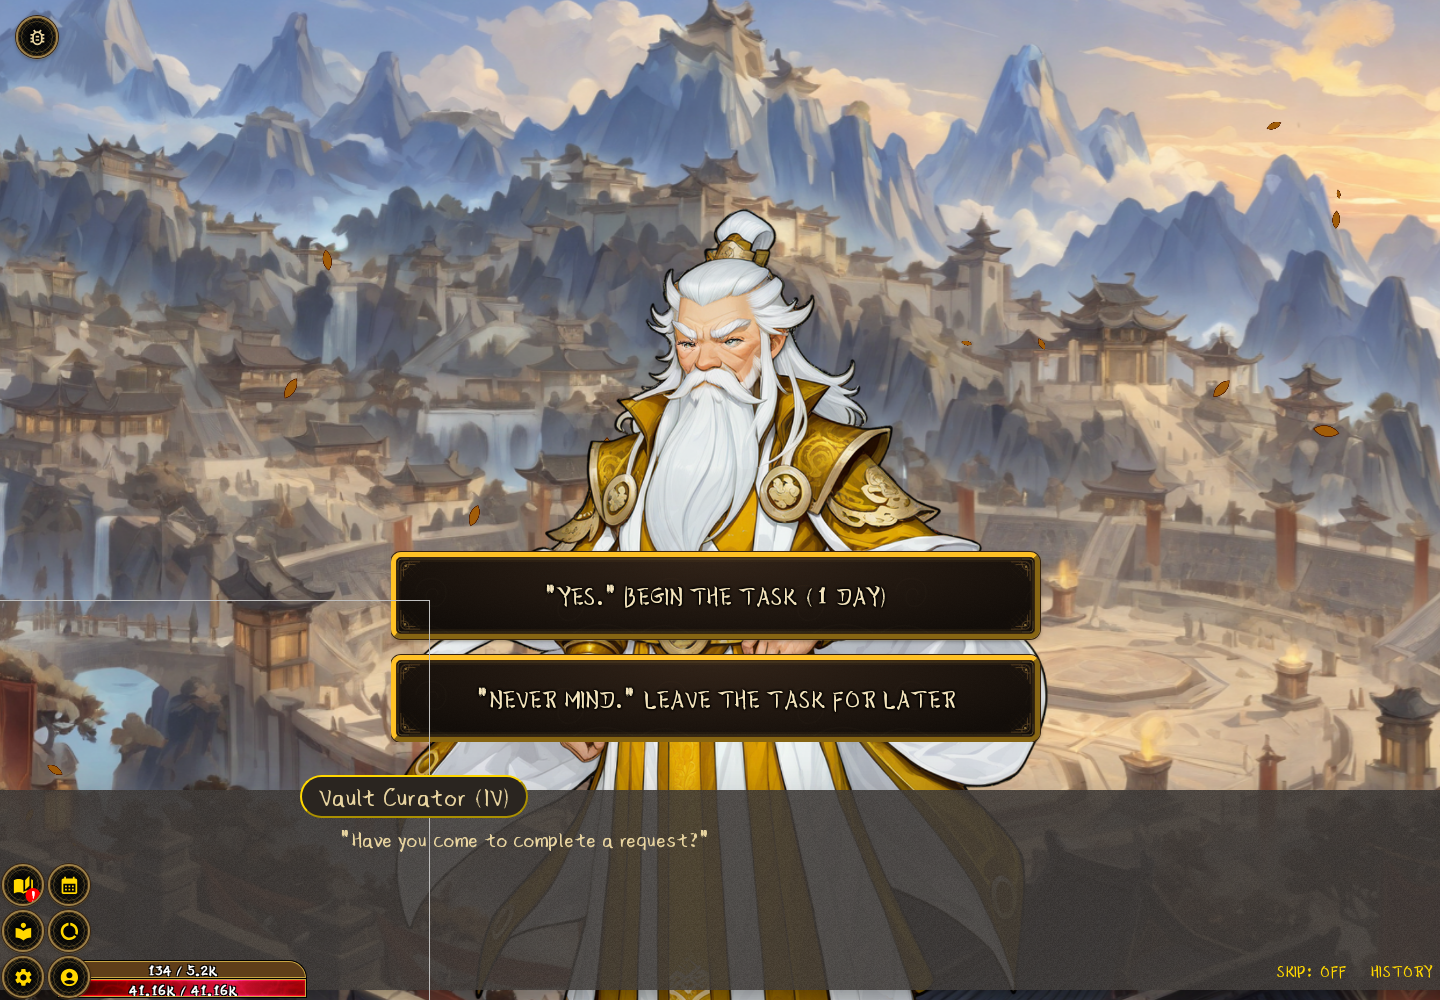 "YES." BEGIN THE TASK (1 DAY)
"NEVER MIND." LEAVE THE TASK FOR LATER
Vault Curator (IV)
"Have you come to complete a request?"
134 / 5.2K
41.16K / 41.16K
SKIP: OFF HISTORY